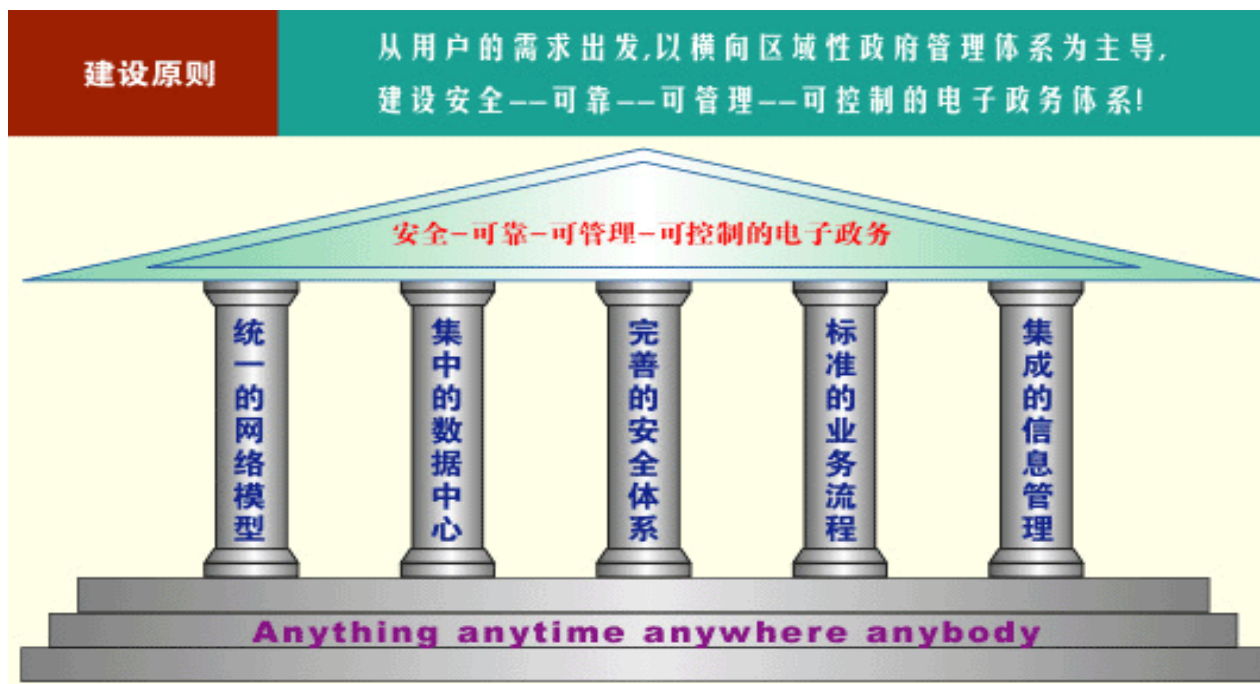 建设原则
从用户的需求出发,以横向区域性政府管理体系为主导,
建设安全——可靠——可管理——可控制的电子政务体系!
安全-可靠-可管理-可控制的电子政务
统一的网络模型
集中的数据中心
完善的安全体系
标准的业务流程
集成的信息管理
Anything anytime anywhere anybody